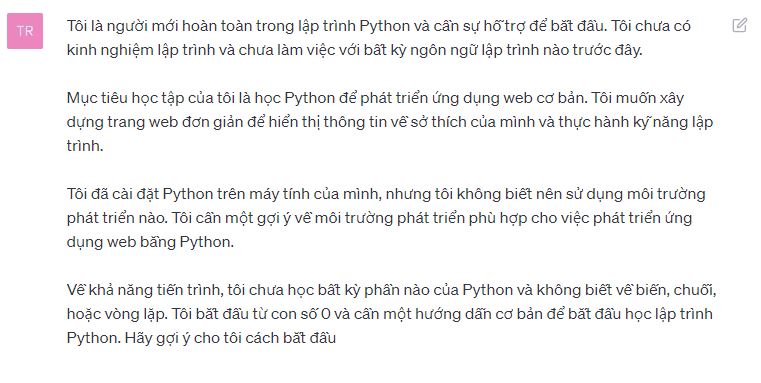 TR
Tôi là người mới hoàn toàn trong lập trình Python và cần sự hỗ trợ để bắt đầu. Tôi chưa có
kinh nghiệm lập trình và chưa làm việc với bất kỳ ngôn ngữ lập trình nào trước đây.
Mục tiêu học tập của tôi là học Python để phát triển ứng dụng web cơ bản. Tôi muốn xây
dựng trang web đơn giản để hiển thị thông tin về sở thích của mình và thực hành kỹ năng lập
trình.
Tôi đã cài đặt Python trên máy tính của mình, nhưng tôi không biết nên sử dụng môi trường
phát triển nào. Tôi cần một gợi ý về môi trường phát triển phù hợp cho việc phát triển ứng
dụng web bằng Python.
Về khả năng tiến trình, tôi chưa học bất kỳ phần nào của Python và không biết về biến, chuỗi,
hoặc vòng lặp. Tôi bắt đầu từ con số 0 và cần một hướng dẫn cơ bản để bắt đầu học lập trình
Python. Hãy gợi ý cho tôi cách bắt đầu